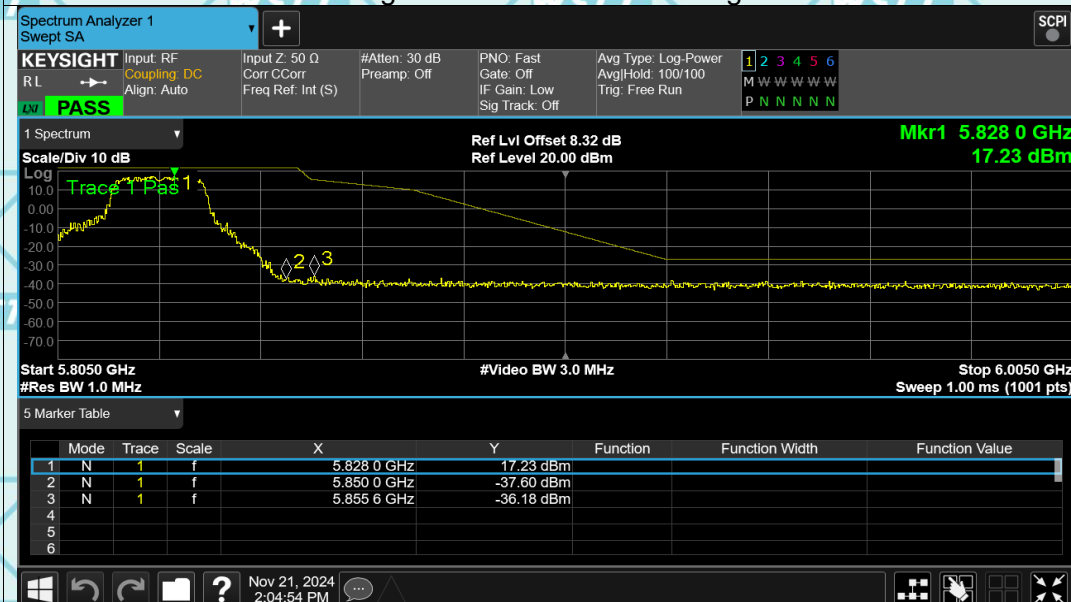 Spectrum Analyzer 1
Swept SA
+
SCPI
KEYSIGHT
R L
LXI PASS
Input: RF
Coupling: DC
Align: Auto
Input Z: 50 Ω
Corr CCorr
Freq Ref: Int (S)
#Atten: 30 dB
Preamp: Off
PNO: Fast
Gate: Off
IF Gain: Low
Sig Track: Off
Avg Type: Log-Power
Avg|Hold: 100/100
Trig: Free Run
1 2 3 4 5 6
M W W W W W
P N N N N N
1 Spectrum
Scale/Div 10 dB
Ref Lvl Offset 8.32 dB
Ref Level 20.00 dBm
Mkr1 5.828 0 GHz
17.23 dBm
Log
Trace 1 Pas
1
2
3
10.0
0.00
-10.0
-20.0
-30.0
-40.0
-50.0
-60.0
-70.0
Start 5.8050 GHz
#Video BW 3.0 MHz
Stop 6.0050 GHz
#Res BW 1.0 MHz
Sweep 1.00 ms (1001 pts)
5 Marker Table
Mode Trace Scale X Y Function Function Width Function Value
1 N 1 f 5.828 0 GHz 17.23 dBm
2 N 1 f 5.850 0 GHz -37.60 dBm
3 N 1 f 5.855 6 GHz -36.18 dBm
4
5
6
?
Nov 21, 2024
2:04:54 PM